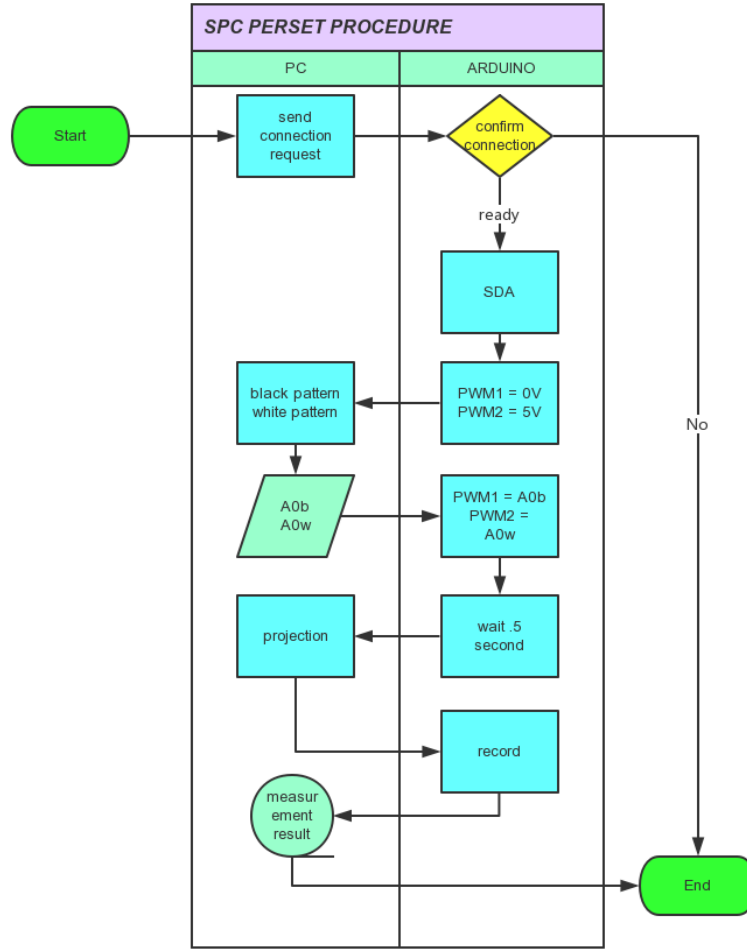 SPC PERSET PROCEDURE
PC
ARDUINO
Start
send
connection
request
confirm
connection
ready
SDA
black pattern
white pattern
PWM1 = 0V
PWM2 = 5V
No
A0b
A0w
PWM1 = A0b
PWM2 =
A0w
projection
wait .5
second
record
measur
ement
result
End